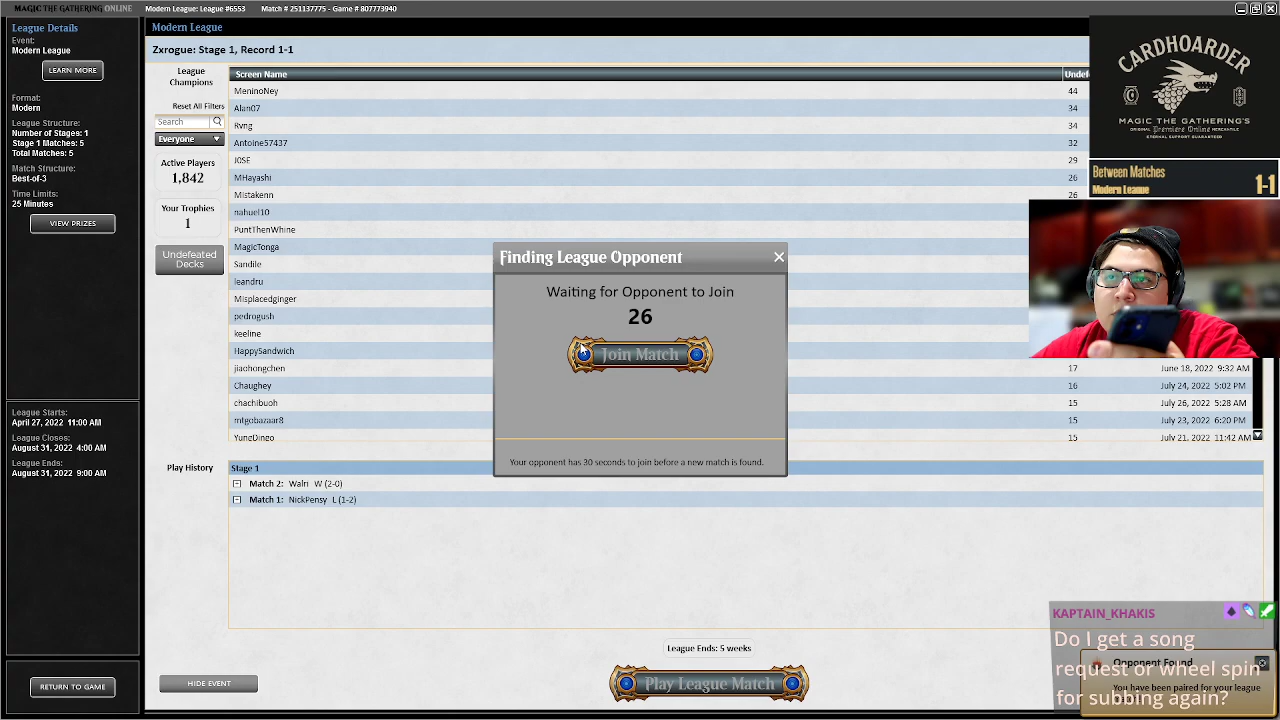 MAGIC THE GATHERING ONLINE
Modern League: League #6553
Match # 251137775 - Game # 807773940
League Details
Event:
Modern League
LEARN MORE
Format:
Modern
League Structure:
Number of Stages: 1
Stage 1 Matches: 5
Total Matches: 5
Match Structure:
Best-of-3
Time Limits:
25 Minutes
VIEW PRIZES
League Starts:
April 27, 2022 11:00 AM
League Closes:
August 31, 2022 4:00 AM
League Ends:
August 31, 2022 9:00 AM
RETURN TO GAME
Modern League
Zxrogue: Stage 1, Record 1-1
League
Champions
Reset All Filters
Search
Everyone
Active Players
1,842
Your Trophies
1
Undefeated
Decks
Screen Name
Undef
MeninoNey 44
Alan07 34
Rvng 34
Antoine57437 32
J0SE 29
MHayashi 26
Mistakenn 26
nahuel10
PuntThenWhine
MagicTonga
Sandile
leandru
Misplacedginger
pedrogush
keeline
HappySandwich
jiaohongchen 17 June 18, 2022 9:32 AM
Chaughey 16 July 24, 2022 5:02 PM
chachibuoh 15 July 26, 2022 5:28 AM
mtgobazaar8 15 July 23, 2022 6:20 PM
YungDingo 15 July 21, 2022 11:42 AM
Finding League Opponent
Waiting for Opponent to Join
26
Join Match
Your opponent has 30 seconds to join before a new match is found.
Play History
Stage 1
Match 2: Waln W (2-0)
Match 1: NickPensy L (1-2)
League Ends: 5 weeks
HIDE EVENT
Play League Match
CARDHOARDER
MAGIC THE GATHERING'S
ORIGINAL Premiere Online MERCANTILE
ETERNAL SUPPORT GUARANTEED
Between Matches
Modern League
1-1
KAPTAIN_KHAKIS
Do I get a song
request or wheel spin
for subbing again?
Opponent Found
You have been paired for your league